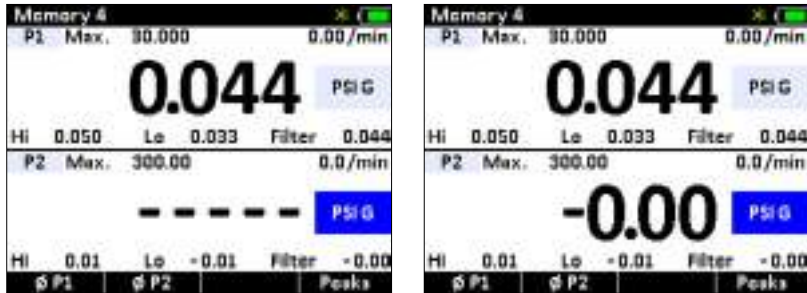 Memory 4
P1 Max. 30.000 0.00/min
0.044 PSI G
Hi 0.050 Lo 0.033 Filter 0.044
P2 Max. 300.00 0.0/min
- - - - - PSI G
Hi 0.01 Lo -0.01 Filter -0.00
ø P1 ø P2 Peaks
Memory 4
P1 Max. 30.000 0.00/min
0.044 PSI G
Hi 0.050 Lo 0.033 Filter 0.044
P2 Max. 300.00 0.0/min
-0.00 PSI G
Hi 0.01 Lo -0.01 Filter -0.00
ø P1 ø P2 Peaks